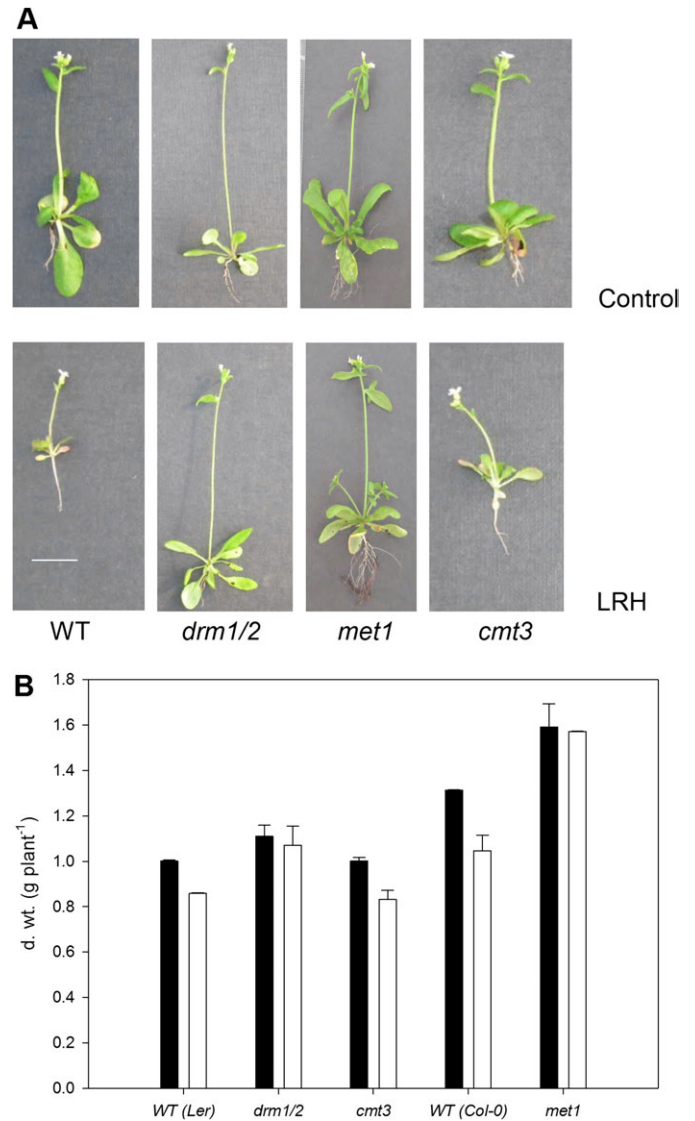 A
Control
LRH
WT drm1/2 met1 cmt3
B
1.8
1.6
1.4
1.2
1.0
0.8
0.6
0.4
0.2
0.0
d. wt. (g plant⁻¹)
WT (Ler) drm1/2 cmt3 WT (Col-0) met1